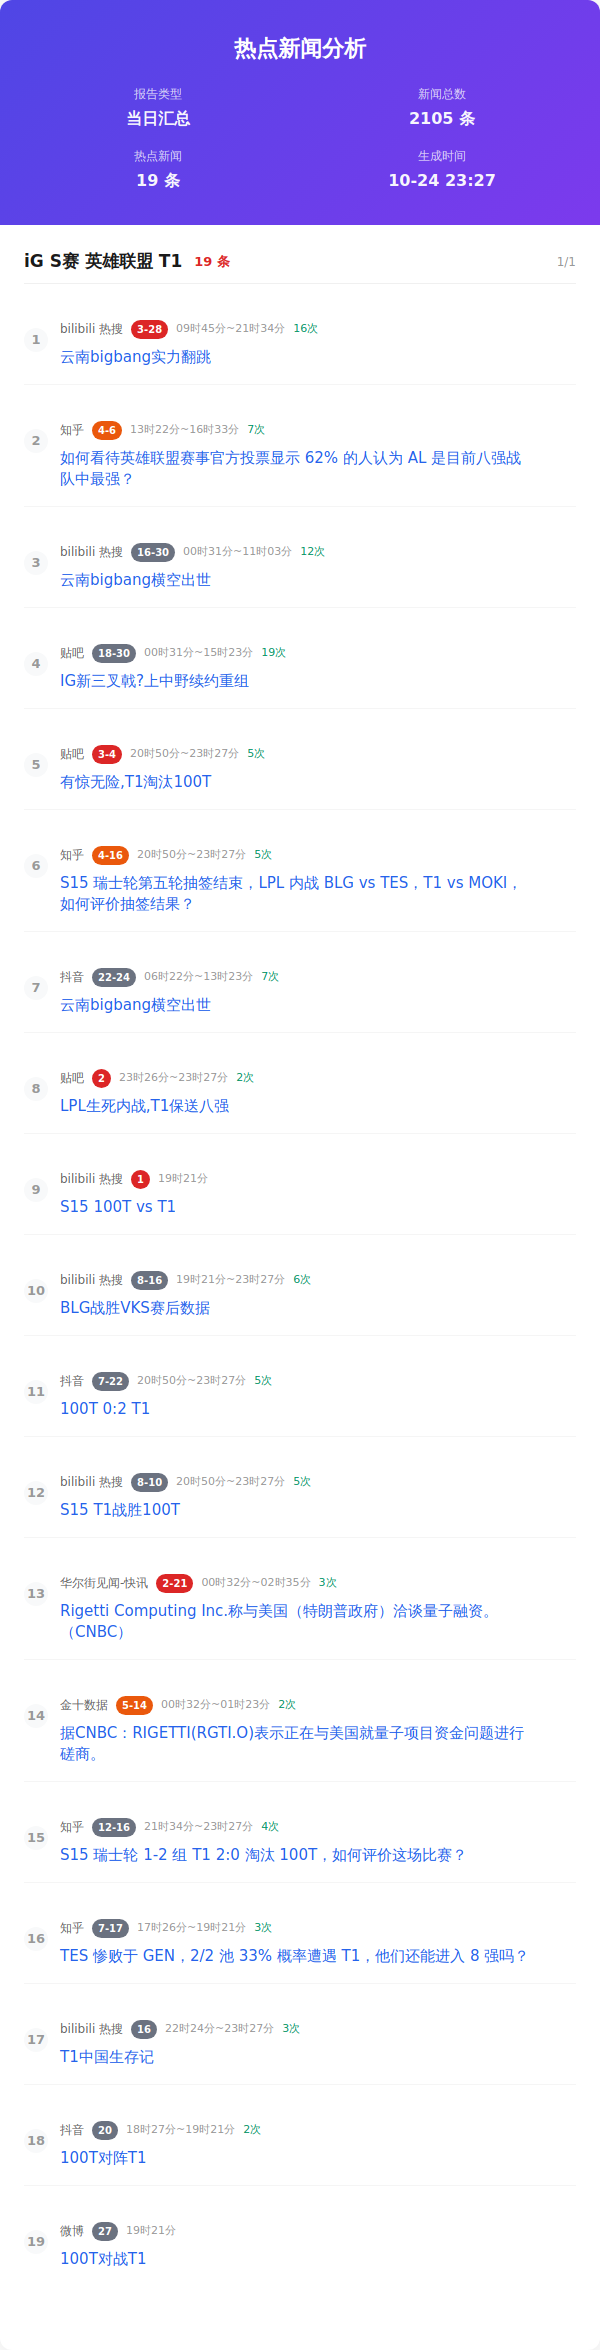 热点新闻分析
报告类型
新闻总数
当日汇总
2105 条
热点新闻
生成时间
19 条
10-24 23:27
iG S赛 英雄联盟 T1 19 条 1/1
1 bilibili 热搜 3-28 09时45分~21时34分 16次
云南bigbang实力翻跳
2 知乎 4-6 13时22分~16时33分 7次
如何看待英雄联盟赛事官方投票显示 62% 的人认为 AL 是目前八强战
队中最强？
3 bilibili 热搜 16-30 00时31分~11时03分 12次
云南bigbang横空出世
4 贴吧 18-30 00时31分~15时23分 19次
IG新三叉戟?上中野续约重组
5 贴吧 3-4 20时50分~23时27分 5次
有惊无险,T1淘汰100T
6 知乎 4-16 20时50分~23时27分 5次
S15 瑞士轮第五轮抽签结束，LPL 内战 BLG vs TES，T1 vs MOKI，
如何评价抽签结果？
7 抖音 22-24 06时22分~13时23分 7次
云南bigbang横空出世
8 贴吧 2 23时26分~23时27分 2次
LPL生死内战,T1保送八强
9 bilibili 热搜 1 19时21分
S15 100T vs T1
10 bilibili 热搜 8-16 19时21分~23时27分 6次
BLG战胜VKS赛后数据
11 抖音 7-22 20时50分~23时27分 5次
100T 0:2 T1
12 bilibili 热搜 8-10 20时50分~23时27分 5次
S15 T1战胜100T
13 华尔街见闻-快讯 2-21 00时32分~02时35分 3次
Rigetti Computing Inc.称与美国（特朗普政府）洽谈量子融资。
（CNBC）
14 金十数据 5-14 00时32分~01时23分 2次
据CNBC：RIGETTI(RGTI.O)表示正在与美国就量子项目资金问题进行
磋商。
15 知乎 12-16 21时34分~23时27分 4次
S15 瑞士轮 1-2 组 T1 2:0 淘汰 100T，如何评价这场比赛？
16 知乎 7-17 17时26分~19时21分 3次
TES 惨败于 GEN，2/2 池 33% 概率遭遇 T1，他们还能进入 8 强吗？
17 bilibili 热搜 16 22时24分~23时27分 3次
T1中国生存记
18 抖音 20 18时27分~19时21分 2次
100T对阵T1
19 微博 27 19时21分
100T对战T1